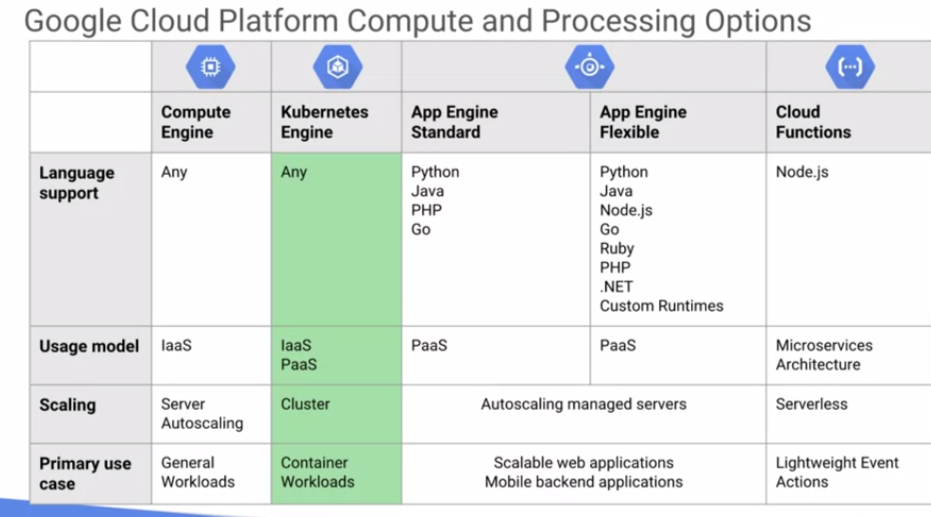 Google Cloud Platform Compute and Processing Options
Compute
Engine
Kubernetes
Engine
App Engine
Standard
App Engine
Flexible
Cloud
Functions
Language
support
Any
Any
Python
Java
PHP
Go
Python
Java
Node.js
Go
Ruby
PHP
.NET
Custom Runtimes
Node.js
Usage model
IaaS
IaaS
PaaS
PaaS
PaaS
Microservices
Architecture
Scaling
Server
Autoscaling
Cluster
Autoscaling managed servers
Serverless
Primary use
case
General
Workloads
Container
Workloads
Scalable web applications
Mobile backend applications
Lightweight Event
Actions